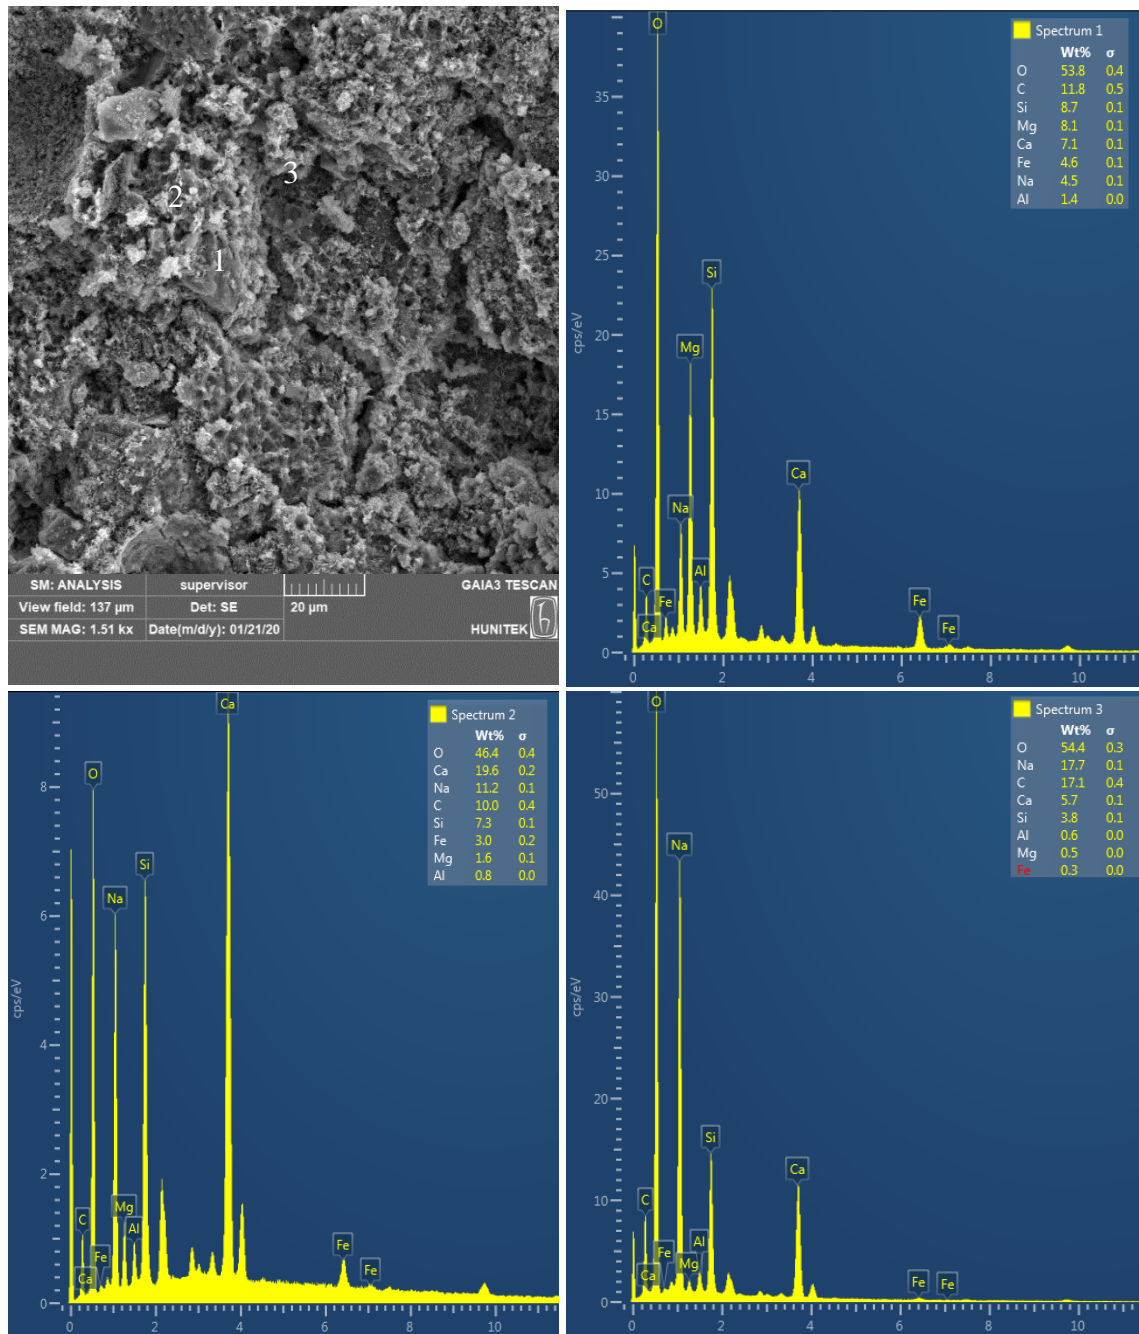 3
2
1
SM: ANALYSIS supervisor GAIA3 TESCAN
View field: 137 µm Det: SE 20 µm
SEM MAG: 1.51 kx Date(m/d/y): 01/21/20 HUNITEK
Spectrum 1
Wt% σ
O 53.8 0.4
C 11.8 0.5
Si 8.7 0.1
Mg 8.1 0.1
Ca 7.1 0.1
Fe 4.6 0.1
Na 4.5 0.1
Al 1.4 0.0
O
Si
Mg
Ca
Na
C
Al
Fe
Ca
Fe
Fe
cps/eV
35
30
25
20
15
10
5
0
0 2 4 6 8 10
Spectrum 2
Wt% σ
O 46.4 0.4
Ca 19.6 0.2
Na 11.2 0.1
C 10.0 0.4
Si 7.3 0.1
Fe 3.0 0.2
Mg 1.6 0.1
Al 0.8 0.0
Ca
O
Si
Na
Mg
C
Al
Fe
Ca
Fe
Fe
cps/eV
8
6
4
2
0
0 2 4 6 8 10
Spectrum 3
Wt% σ
O 54.4 0.3
Na 17.7 0.1
C 17.1 0.4
Ca 5.7 0.1
Si 3.8 0.1
Al 0.6 0.0
Mg 0.5 0.0
Fe 0.3 0.0
O
Na
Si
Ca
C
Al
Fe
Mg
Ca
Fe
Fe
cps/eV
50
40
30
20
10
0
0 2 4 6 8 10